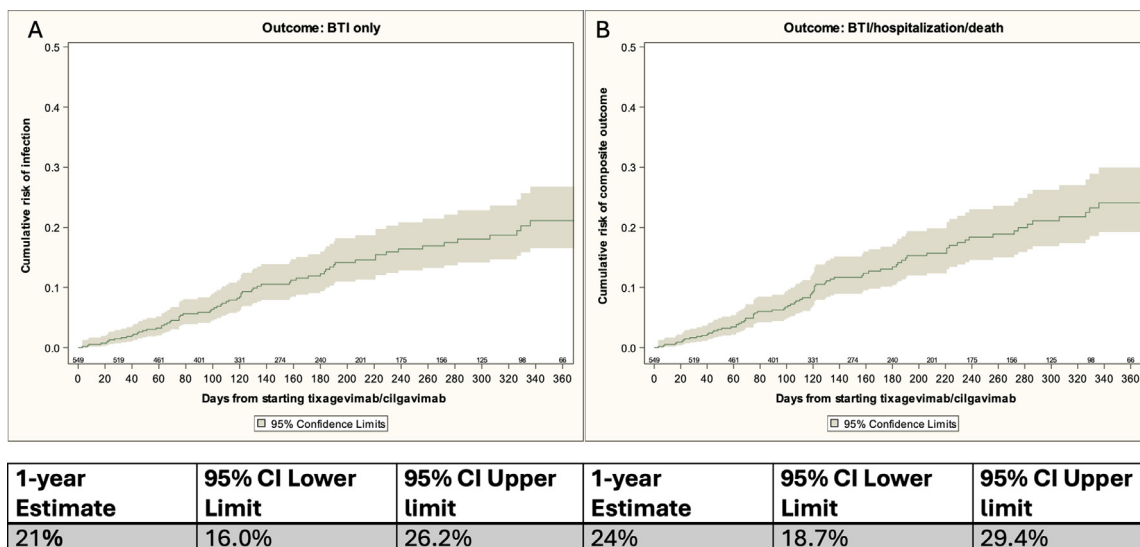 A
Outcome: BTI only
Cumulative risk of infection
0.5
0.4
0.3
0.2
0.1
0.0
549 519 461 401 331 274 240 201 175 156 125 98 66
0 20 40 60 80 100 120 140 160 180 200 220 240 260 280 300 320 340 360
Days from starting tixagevimab/cilgavimab
95% Confidence Limits
B
Outcome: BTI/hospitalization/death
Cumulative risk of composite outcome
0.5
0.4
0.3
0.2
0.1
0.0
549 519 461 401 331 274 240 201 175 156 125 98 66
0 20 40 60 80 100 120 140 160 180 200 220 240 260 280 300 320 340 360
Days from starting tixagevimab/cilgavimab
95% Confidence Limits
1-year Estimate 95% CI Lower Limit 95% CI Upper limit 1-year Estimate 95% CI Lower Limit 95% CI Upper limit
21% 16.0% 26.2% 24% 18.7% 29.4%